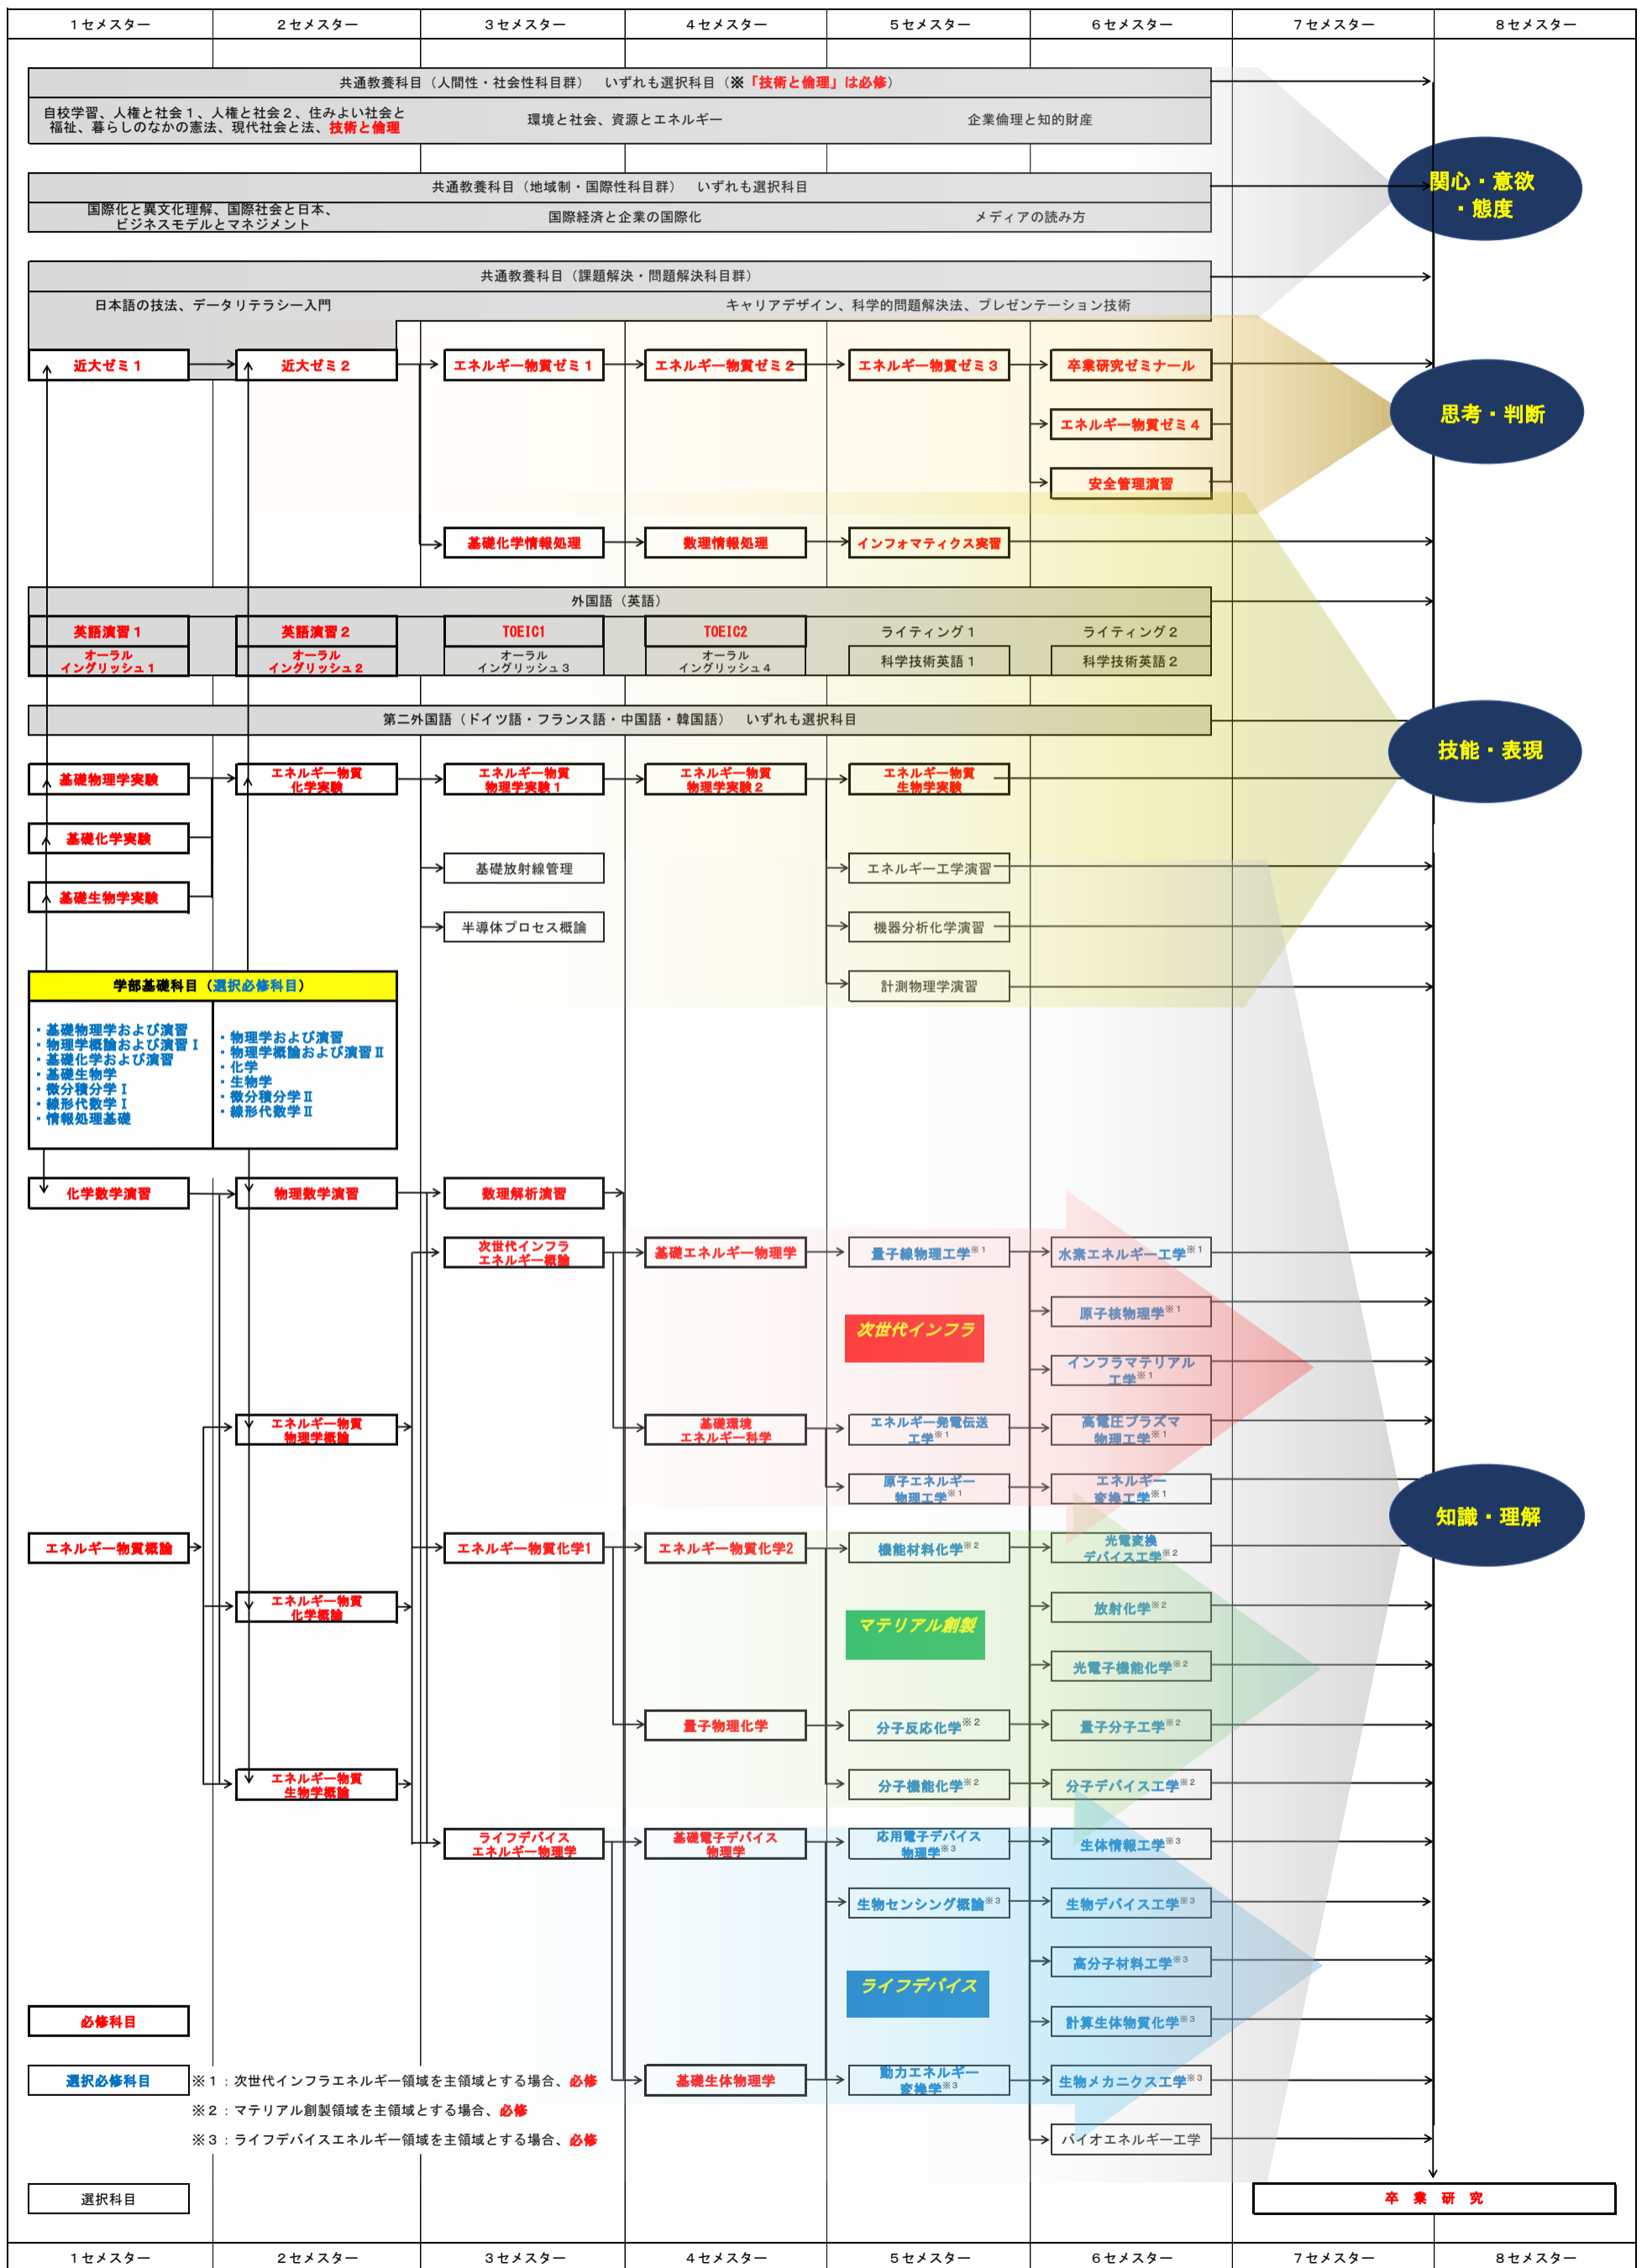 1セメスター 2セメスター 3セメスター 4セメスター 5セメスター 6セメスター 7セメスター 8セメスター
共通教養科目（人間性・社会性科目群）　いずれも選択科目（※「技術と倫理」は必修）
自校学習、人権と社会1、人権と社会2、住みよい社会と
福祉、暮らしのなかの憲法、現代社会と法、技術と倫理
環境と社会、資源とエネルギー
企業倫理と知的財産
関心・意欲
・態度
共通教養科目（地域制・国際性科目群）　いずれも選択科目
国際化と異文化理解、国際社会と日本、
ビジネスモデルとマネジメント
国際経済と企業の国際化
メディアの読み方
共通教養科目（課題解決・問題解決科目群）
日本語の技法、データリテラシー入門
キャリアデザイン、科学的問題解決法、プレゼンテーション技術
近大ゼミ1
近大ゼミ2
エネルギー物質ゼミ1
エネルギー物質ゼミ2
エネルギー物質ゼミ3
卒業研究ゼミナール
思考・判断
エネルギー物質ゼミ4
安全管理演習
基礎化学情報処理
数理情報処理
インフォマティクス実習
外国語（英語）
英語演習1
英語演習2
TOEIC1
TOEIC2
ライティング1
ライティング2
オーラル
イングリッシュ1
オーラル
イングリッシュ2
オーラル
イングリッシュ3
オーラル
イングリッシュ4
科学技術英語1
科学技術英語2
第二外国語（ドイツ語・フランス語・中国語・韓国語）　いずれも選択科目
技能・表現
基礎物理学実験
エネルギー物質
化学実験
エネルギー物質
物理学実験1
エネルギー物質
物理学実験2
エネルギー物質
生物学実験
基礎化学実験
基礎放射線管理
エネルギー工学演習
基礎生物学実験
半導体プロセス概論
機器分析化学演習
計測物理学演習
学部基礎科目（選択必修科目）
・基礎物理学および演習
・物理学概論および演習Ⅰ
・基礎化学および演習
・基礎生物学
・微分積分学Ⅰ
・線形代数学Ⅰ
・情報処理基礎
・物理学および演習
・物理学概論および演習Ⅱ
・化学
・生物学
・微分積分学Ⅱ
・線形代数学Ⅱ
化学数学演習
物理数学演習
数理解析演習
次世代インフラ
エネルギー概論
基礎エネルギー物理学
量子線物理工学※1
水素エネルギー工学※1
原子核物理学※1
次世代インフラ
インフラマテリアル
工学※1
エネルギー物質
物理学概論
基礎環境
エネルギー科学
エネルギー発電伝送
工学※1
高電圧プラズマ
物理工学※1
原子エネルギー
物理工学※1
エネルギー
変換工学※1
知識・理解
エネルギー物質概論
エネルギー物質化学1
エネルギー物質化学2
機能材料化学※2
光電変換
デバイス工学※2
エネルギー物質
化学概論
放射化学※2
マテリアル創製
光電子機能化学※2
量子物理化学
分子反応化学※2
量子分子工学※2
エネルギー物質
生物学概論
分子機能化学※2
分子デバイス工学※2
ライフデバイス
エネルギー物理学
基礎電子デバイス
物理学
応用電子デバイス
物理学※3
生体情報工学※3
生物センシング概論※3
生物デバイス工学※3
高分子材料工学※3
ライフデバイス
必修科目
計算生体物質化学※3
選択必修科目
※1：次世代インフラエネルギー領域を主領域とする場合、必修
基礎生体物理学
動力エネルギー
変換学※3
生物メカニクス工学※3
※2：マテリアル創製領域を主領域とする場合、必修
※3：ライフデバイスエネルギー領域を主領域とする場合、必修
バイオエネルギー工学
選択科目
卒　業　研　究
1セメスター 2セメスター 3セメスター 4セメスター 5セメスター 6セメスター 7セメスター 8セメスター